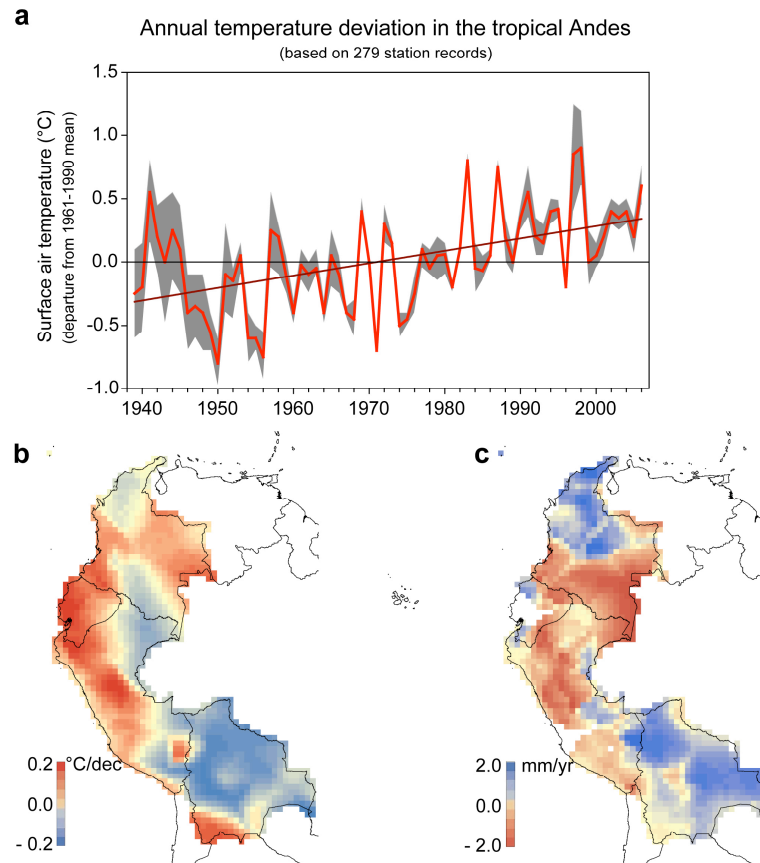 a
Annual temperature deviation in the tropical Andes
(based on 279 station records)
Surface air temperature (°C)
(departure from 1961-1990 mean)
1.5
1.0
0.5
0.0
-0.5
-1.0
1940 1950 1960 1970 1980 1990 2000
b
0.2 °C/dec
0.0
- 0.2
c
2.0 mm/yr
0.0
- 2.0